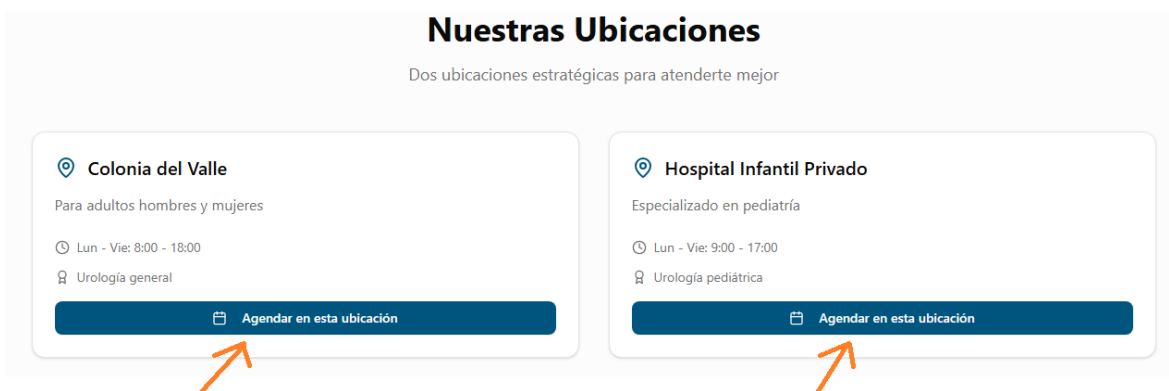 Nuestras Ubicaciones
Dos ubicaciones estratégicas para atenderte mejor
Colonia del Valle
Para adultos hombres y mujeres
Lun - Vie: 8:00 - 18:00
Urología general
Agendar en esta ubicación
Hospital Infantil Privado
Especializado en pediatría
Lun - Vie: 9:00 - 17:00
Urología pediátrica
Agendar en esta ubicación